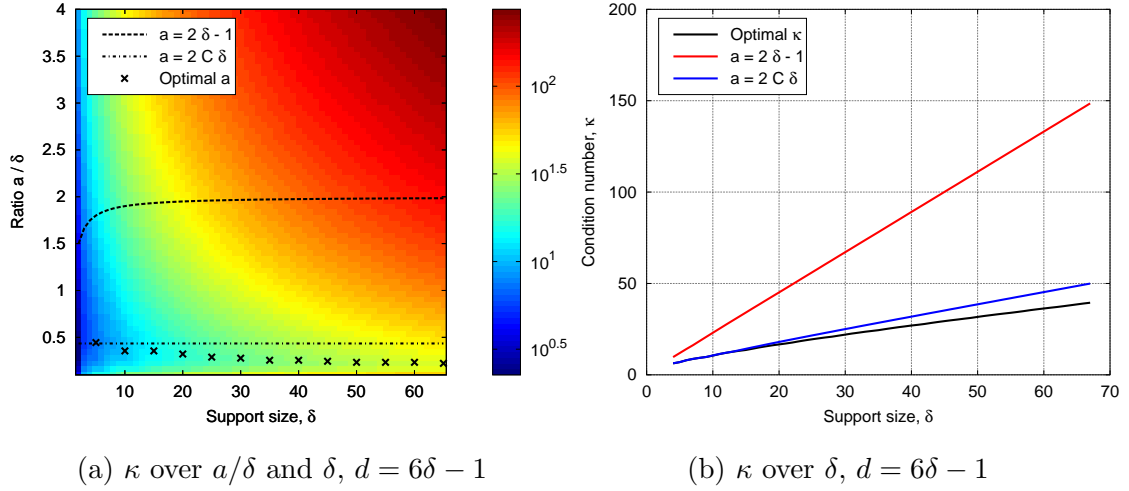 4
3.5
3
2.5
2
1.5
1
0.5
Ratio a / δ
a = 2 δ - 1
a = 2 C δ
Optimal a
10
20
30
40
50
60
Support size, δ
10^2
10^1.5
10^1
10^0.5
(a) κ over a/δ and δ, d = 6δ − 1
200
150
100
50
0
Condition number, κ
Optimal κ
a = 2 δ - 1
a = 2 C δ
0
10
20
30
40
50
60
70
Support size, δ
(b) κ over δ, d = 6δ − 1